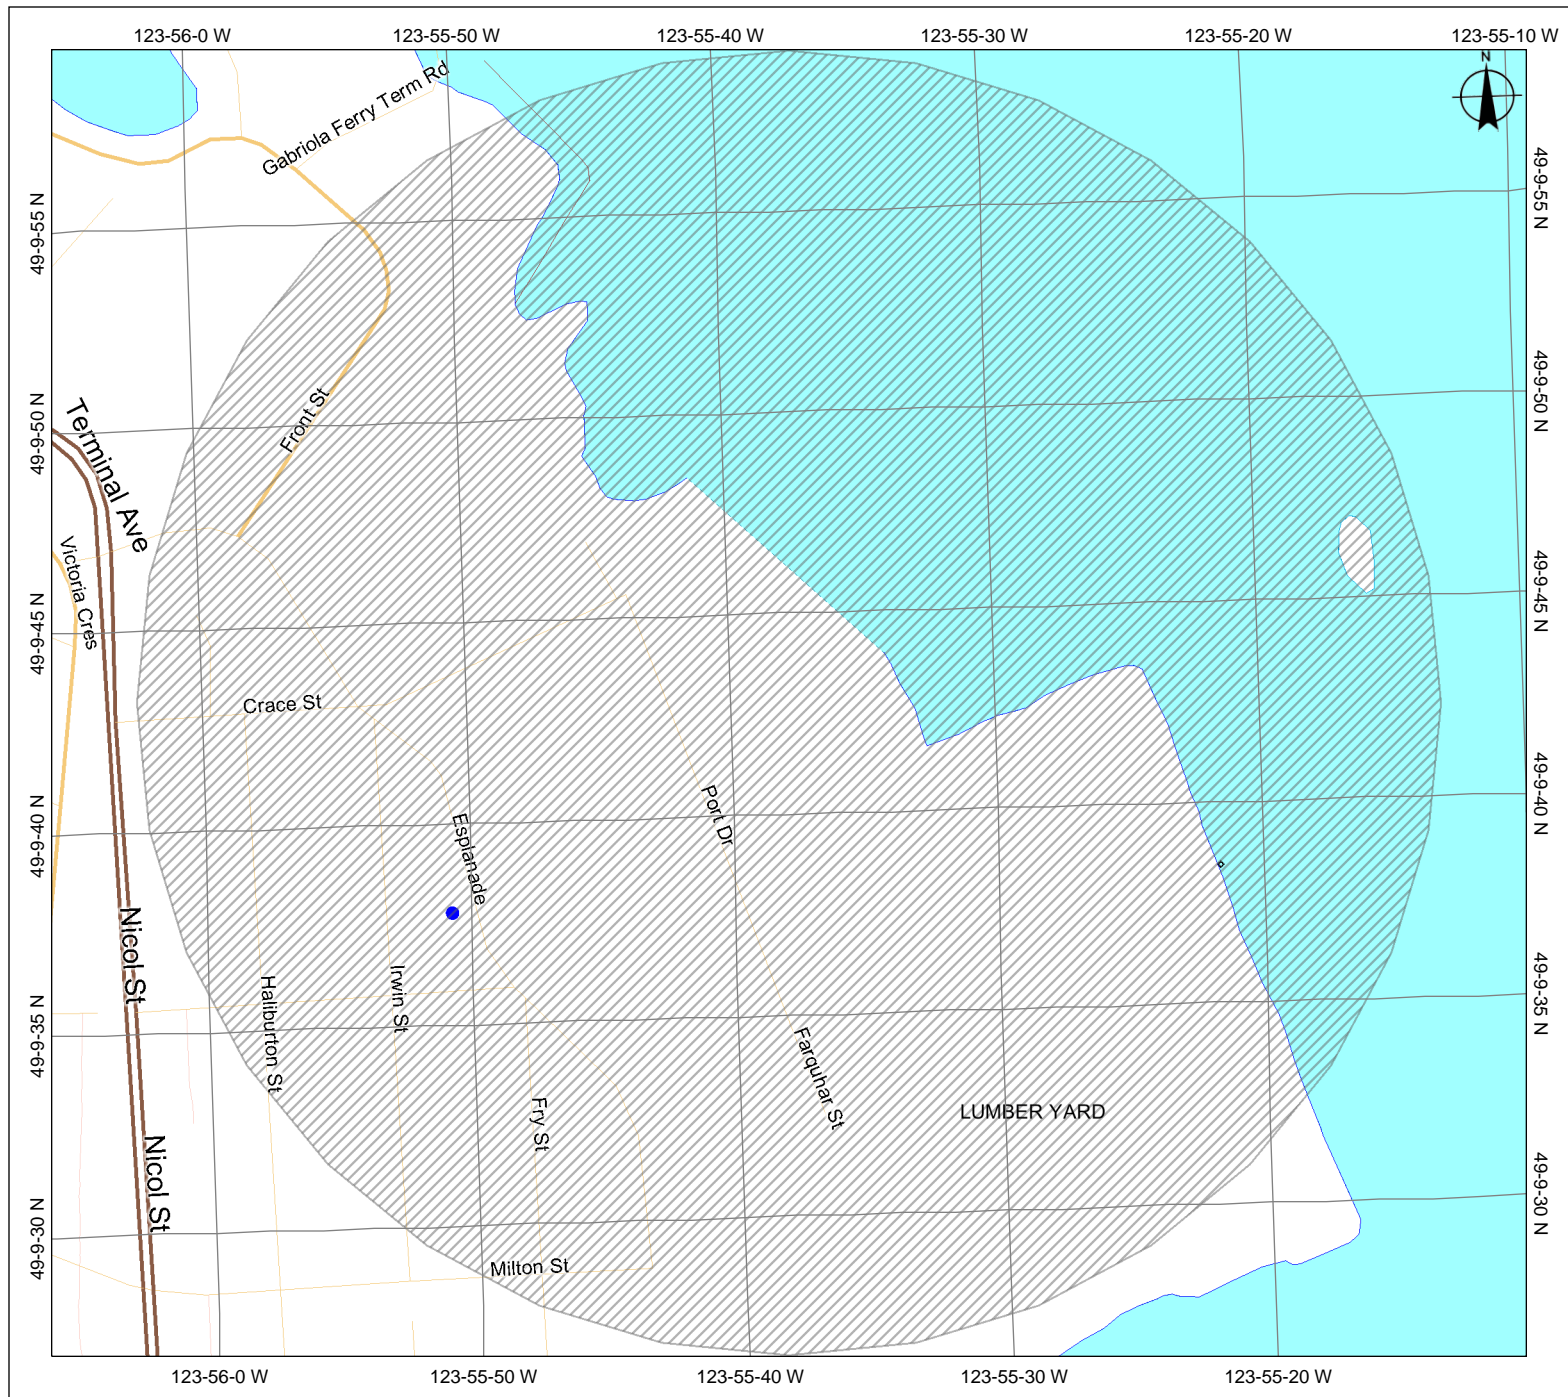 123-56-0 W
123-55-50 W
123-55-40 W
123-55-30 W
123-55-20 W
123-55-10 W
N
Gabriola Ferry Term Rd
49-9-55 N
49-9-55 N
Front St
49-9-50 N
49-9-50 N
Terminal Ave
Victoria Cres
49-9-45 N
49-9-45 N
Crace St
Port Dr
49-9-40 N
49-9-40 N
Esplanade
Nicol St
Irwin St
Haliburton St
49-9-35 N
49-9-35 N
Farquhar St
Fry St
LUMBER YARD
Nicol St
49-9-30 N
49-9-30 N
Milton St
123-56-0 W
123-55-50 W
123-55-40 W
123-55-30 W
123-55-20 W